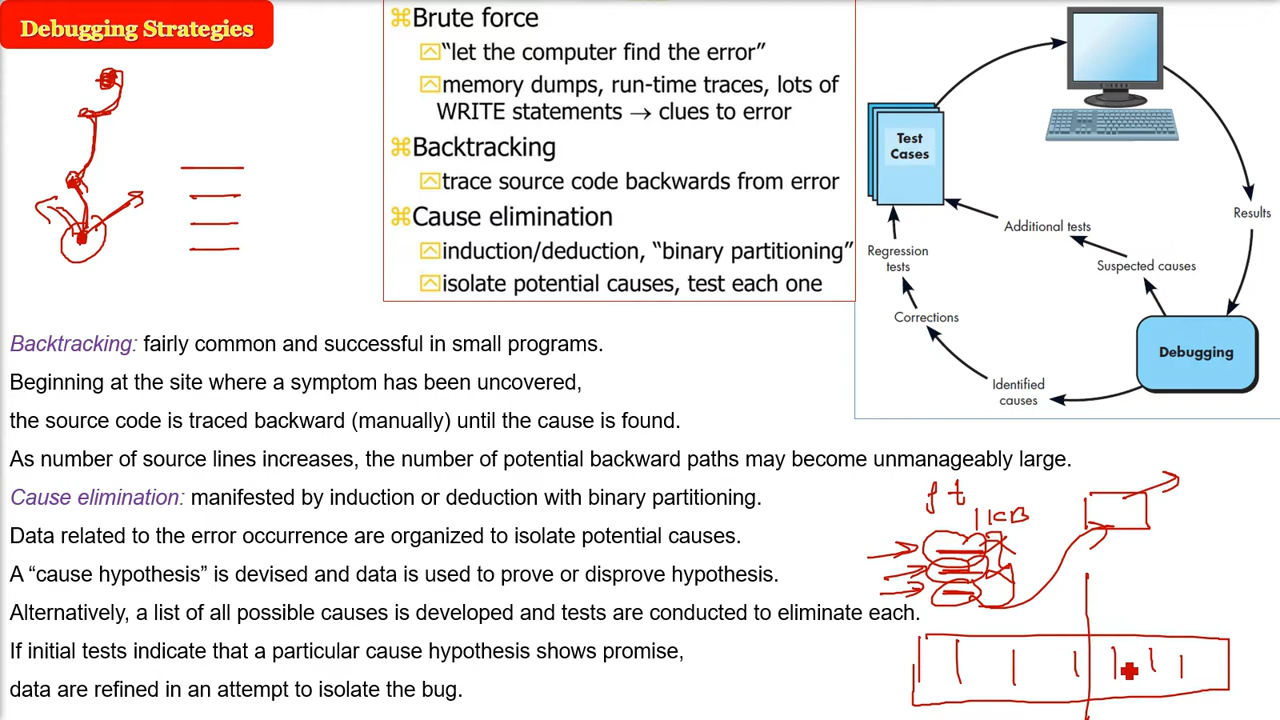 Debugging Strategies
Brute force
“let the computer find the error”
memory dumps, run-time traces, lots of
WRITE statements → clues to error
Backtracking
trace source code backwards from error
Cause elimination
induction/deduction, “binary partitioning”
isolate potential causes, test each one
Test
Cases
Results
Additional tests
Suspected causes
Regression
tests
Corrections
Debugging
Identified
causes
Backtracking: fairly common and successful in small programs.
Beginning at the site where a symptom has been uncovered,
the source code is traced backward (manually) until the cause is found.
As number of source lines increases, the number of potential backward paths may become unmanageably large.
Cause elimination: manifested by induction or deduction with binary partitioning.
Data related to the error occurrence are organized to isolate potential causes.
A “cause hypothesis” is devised and data is used to prove or disprove hypothesis.
Alternatively, a list of all possible causes is developed and tests are conducted to eliminate each.
If initial tests indicate that a particular cause hypothesis shows promise,
data are refined in an attempt to isolate the bug.